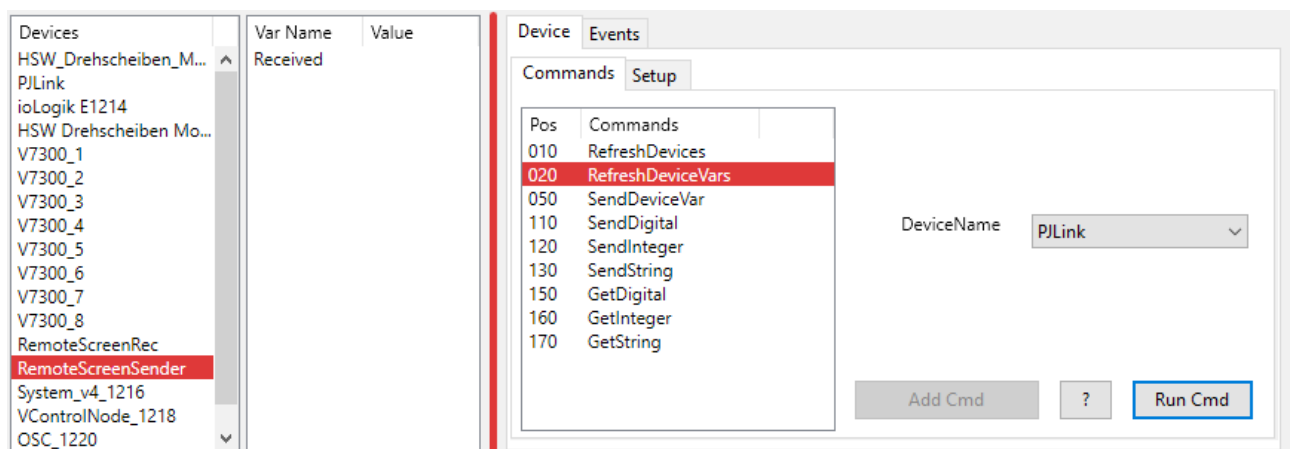 Devices
HSW_Drehscheiben_M...
PJLink
ioLogik E1214
HSW Drehscheiben Mo...
V7300_1
V7300_2
V7300_3
V7300_4
V7300_5
V7300_6
V7300_7
V7300_8
RemoteScreenRec
RemoteScreenSender
System_v4_1216
VControlNode_1218
OSC_1220
Var Name Value
Received
Device Events
Commands Setup
Pos Commands
010 RefreshDevices
020 RefreshDeviceVars
050 SendDeviceVar
110 SendDigital
120 SendInteger
130 SendString
150 GetDigital
160 GetInteger
170 GetString
DeviceName PJLink
Add Cmd ? Run Cmd